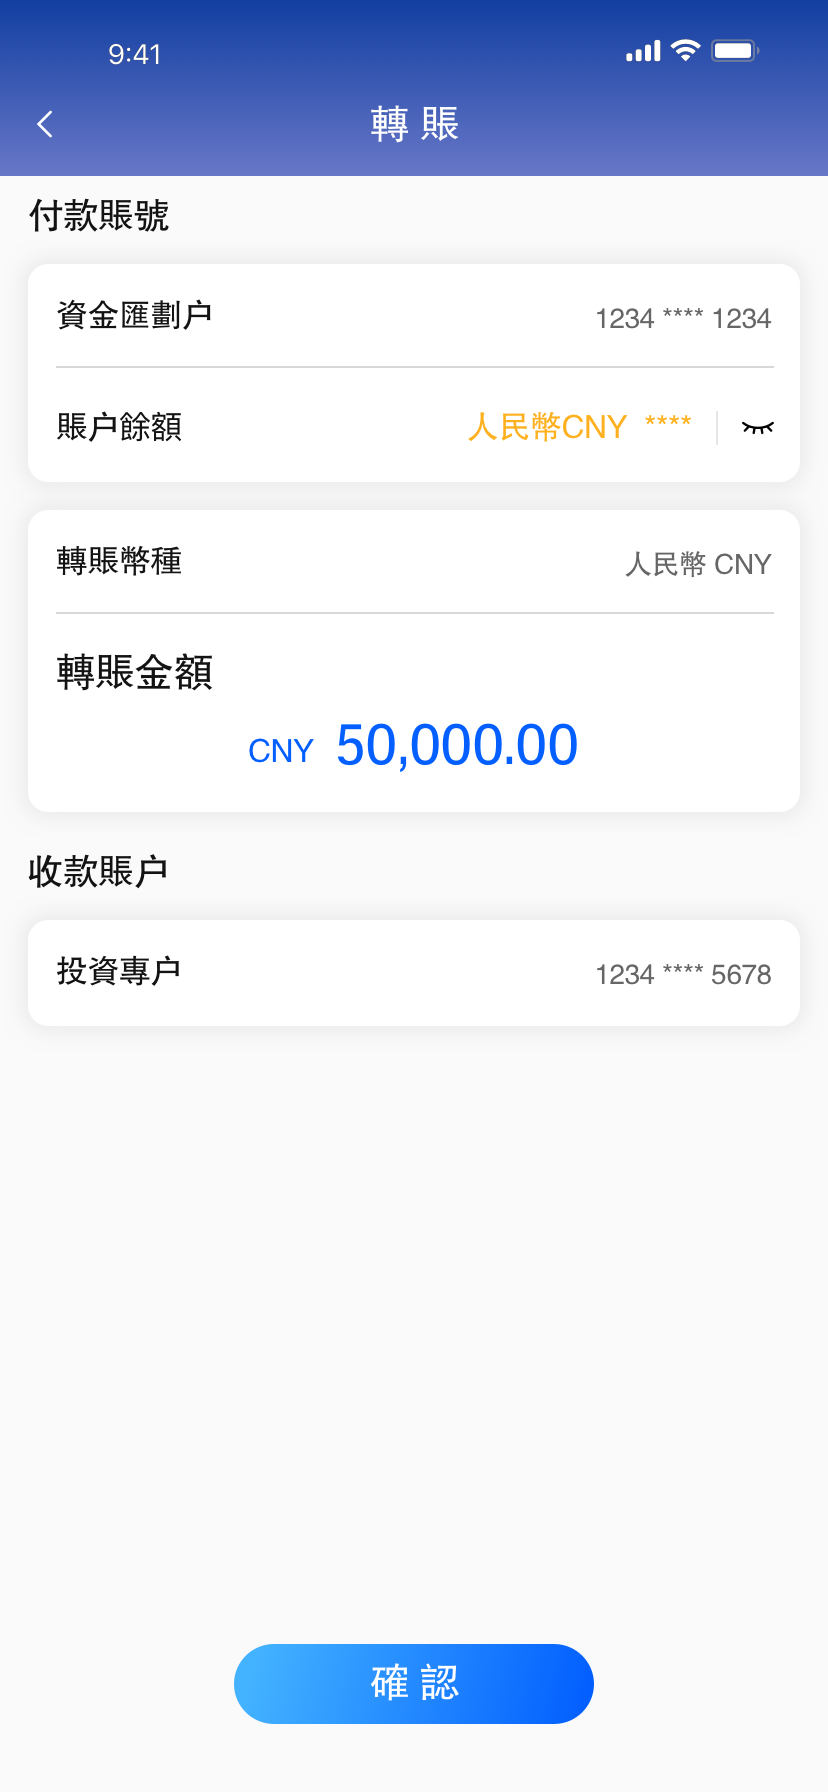 9:41
轉 賬
付款賬號
資金匯劃户 1234 **** 1234
賬户餘額 人民幣CNY ****
轉賬幣種 人民幣 CNY
轉賬金額
CNY 50,000.00
收款賬户
投資專户 1234 **** 5678
確 認